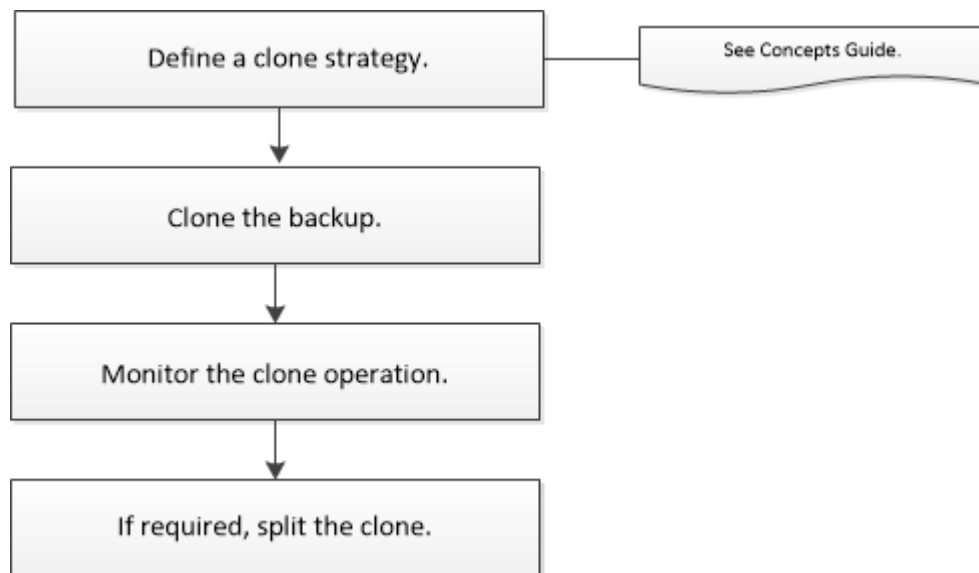 Define a clone strategy.
See Concepts Guide.
Clone the backup.
Monitor the clone operation.
If required, split the clone.